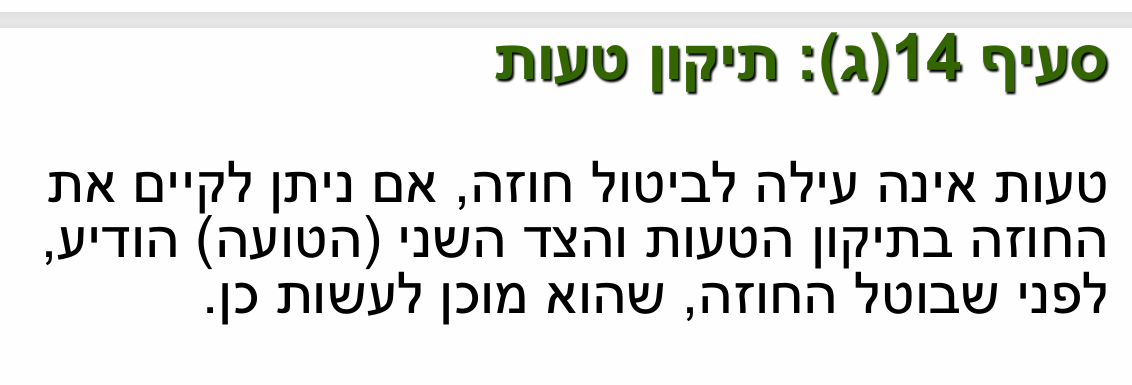 סעיף 14(ג): תיקון טעות
טעות אינה עילה לביטול חוזה, אם ניתן לקיים את
החוזה בתיקון הטעות והצד השני (הטועה) הודיע,
לפני שבוטל החוזה, שהוא מוכן לעשות כן.